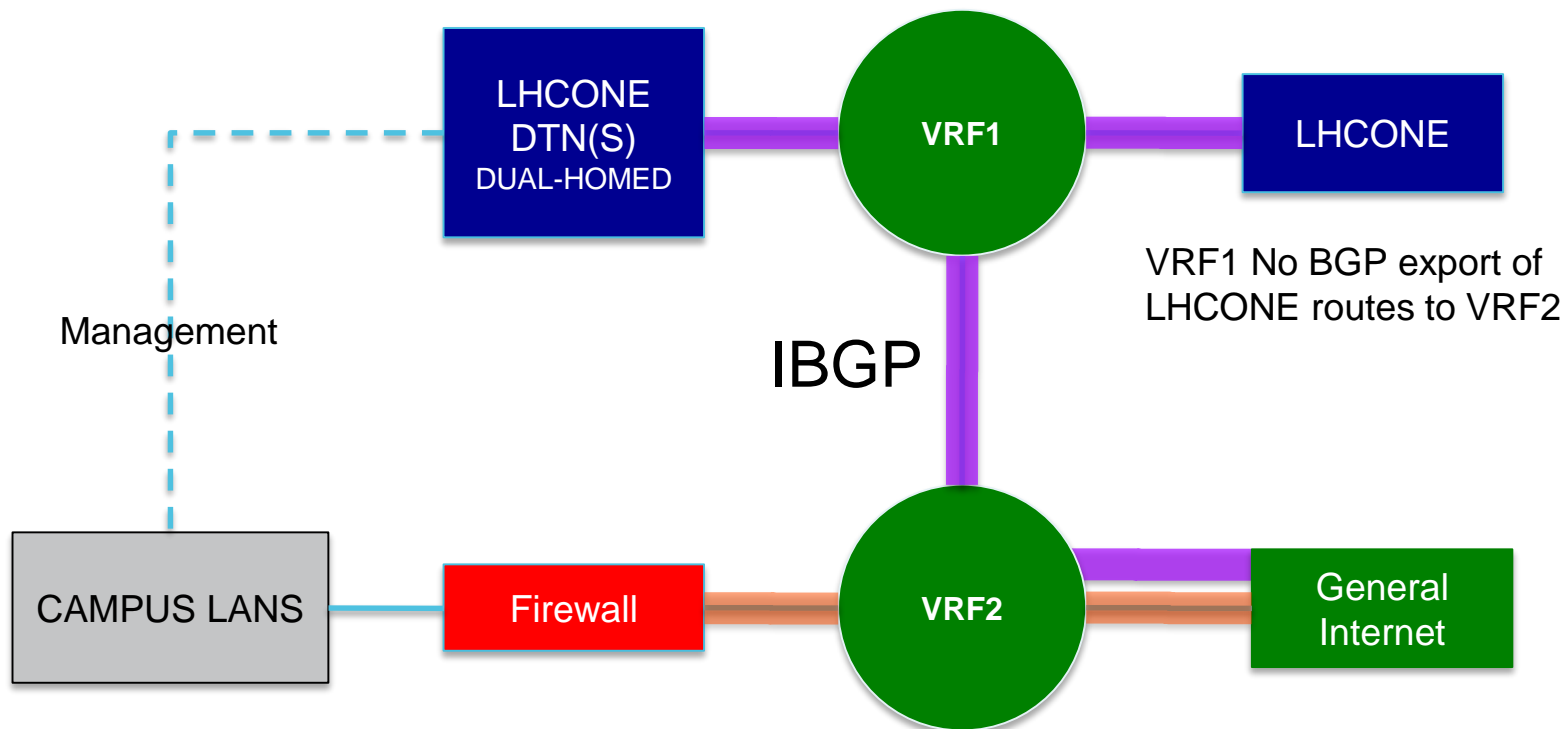 LHCONE
DTN(S)
DUAL-HOMED
VRF1
LHCONE
VRF1 No BGP export of
LHCONE routes to VRF2
Management
IBGP
CAMPUS LANS
Firewall
VRF2
General
Internet